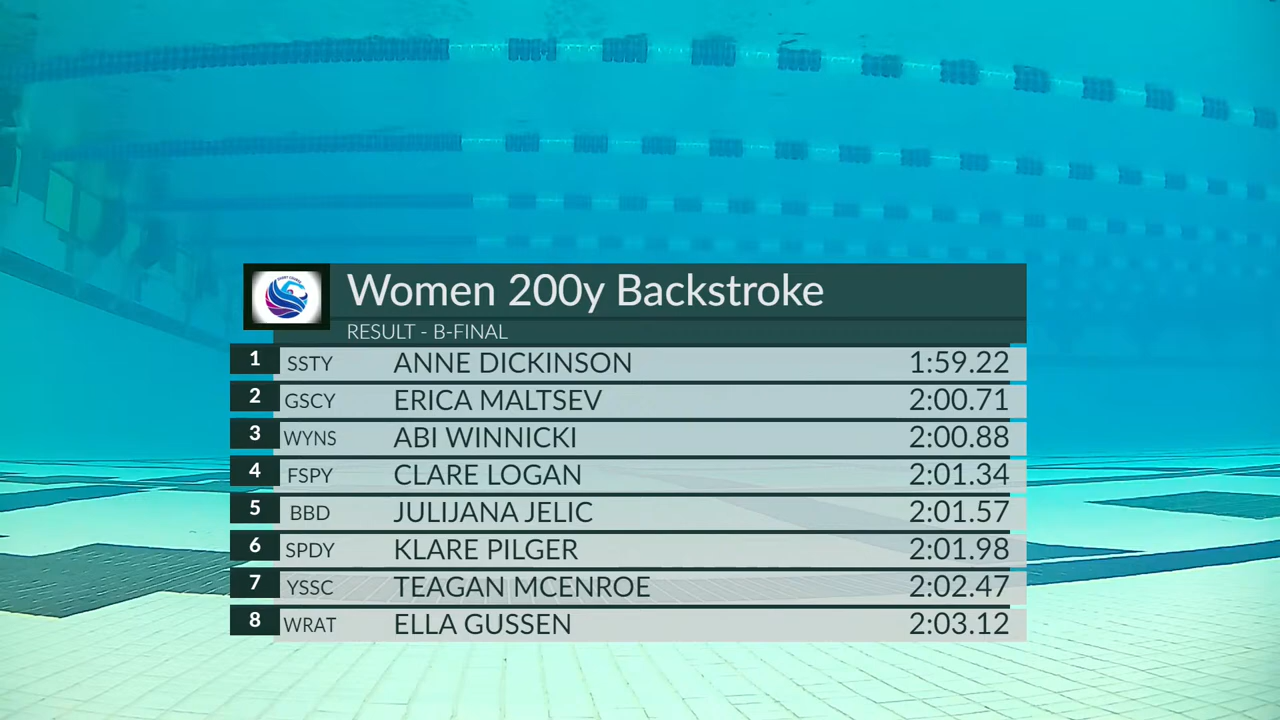 Women 200y Backstroke
RESULT - B-FINAL
1 SSTY ANNE DICKINSON 1:59.22
2 GSCY ERICA MALTSEV 2:00.71
3 WYNS ABI WINNICKI 2:00.88
4 FSPY CLARE LOGAN 2:01.34
5 BBD JULIJANA JELIC 2:01.57
6 SPDY KLARE PILGER 2:01.98
7 YSSC TEAGAN MCENROE 2:02.47
8 WRAT ELLA GUSSEN 2:03.12